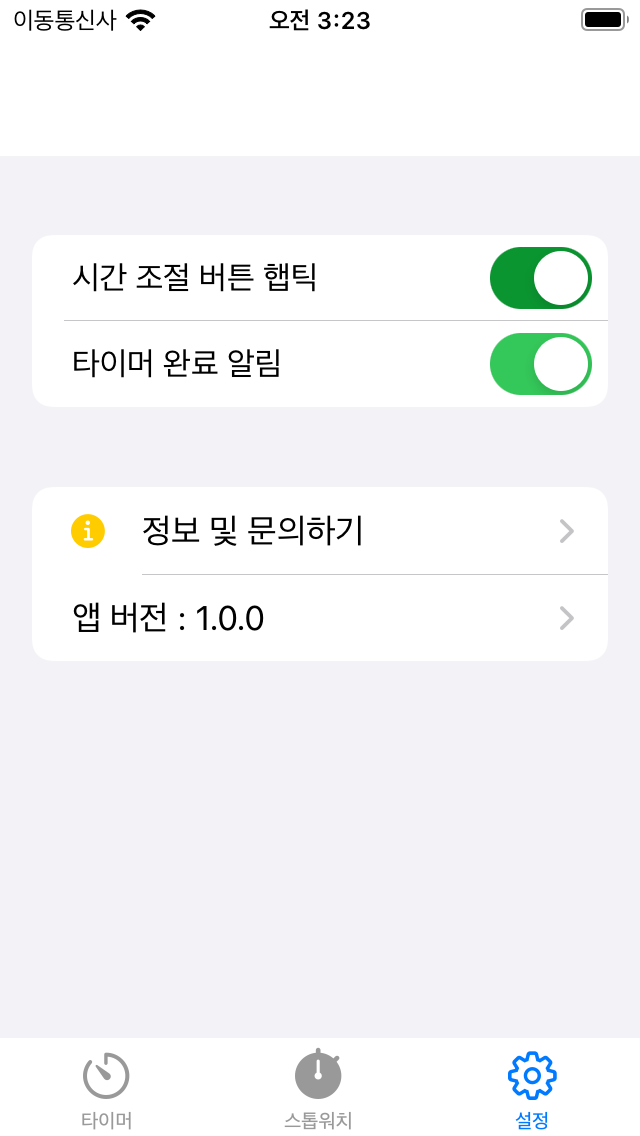 이동통신사 오전 3:23
시간 조절 버튼 햅틱
타이머 완료 알림
정보 및 문의하기
앱 버전 : 1.0.0
타이머 스톱워치 설정